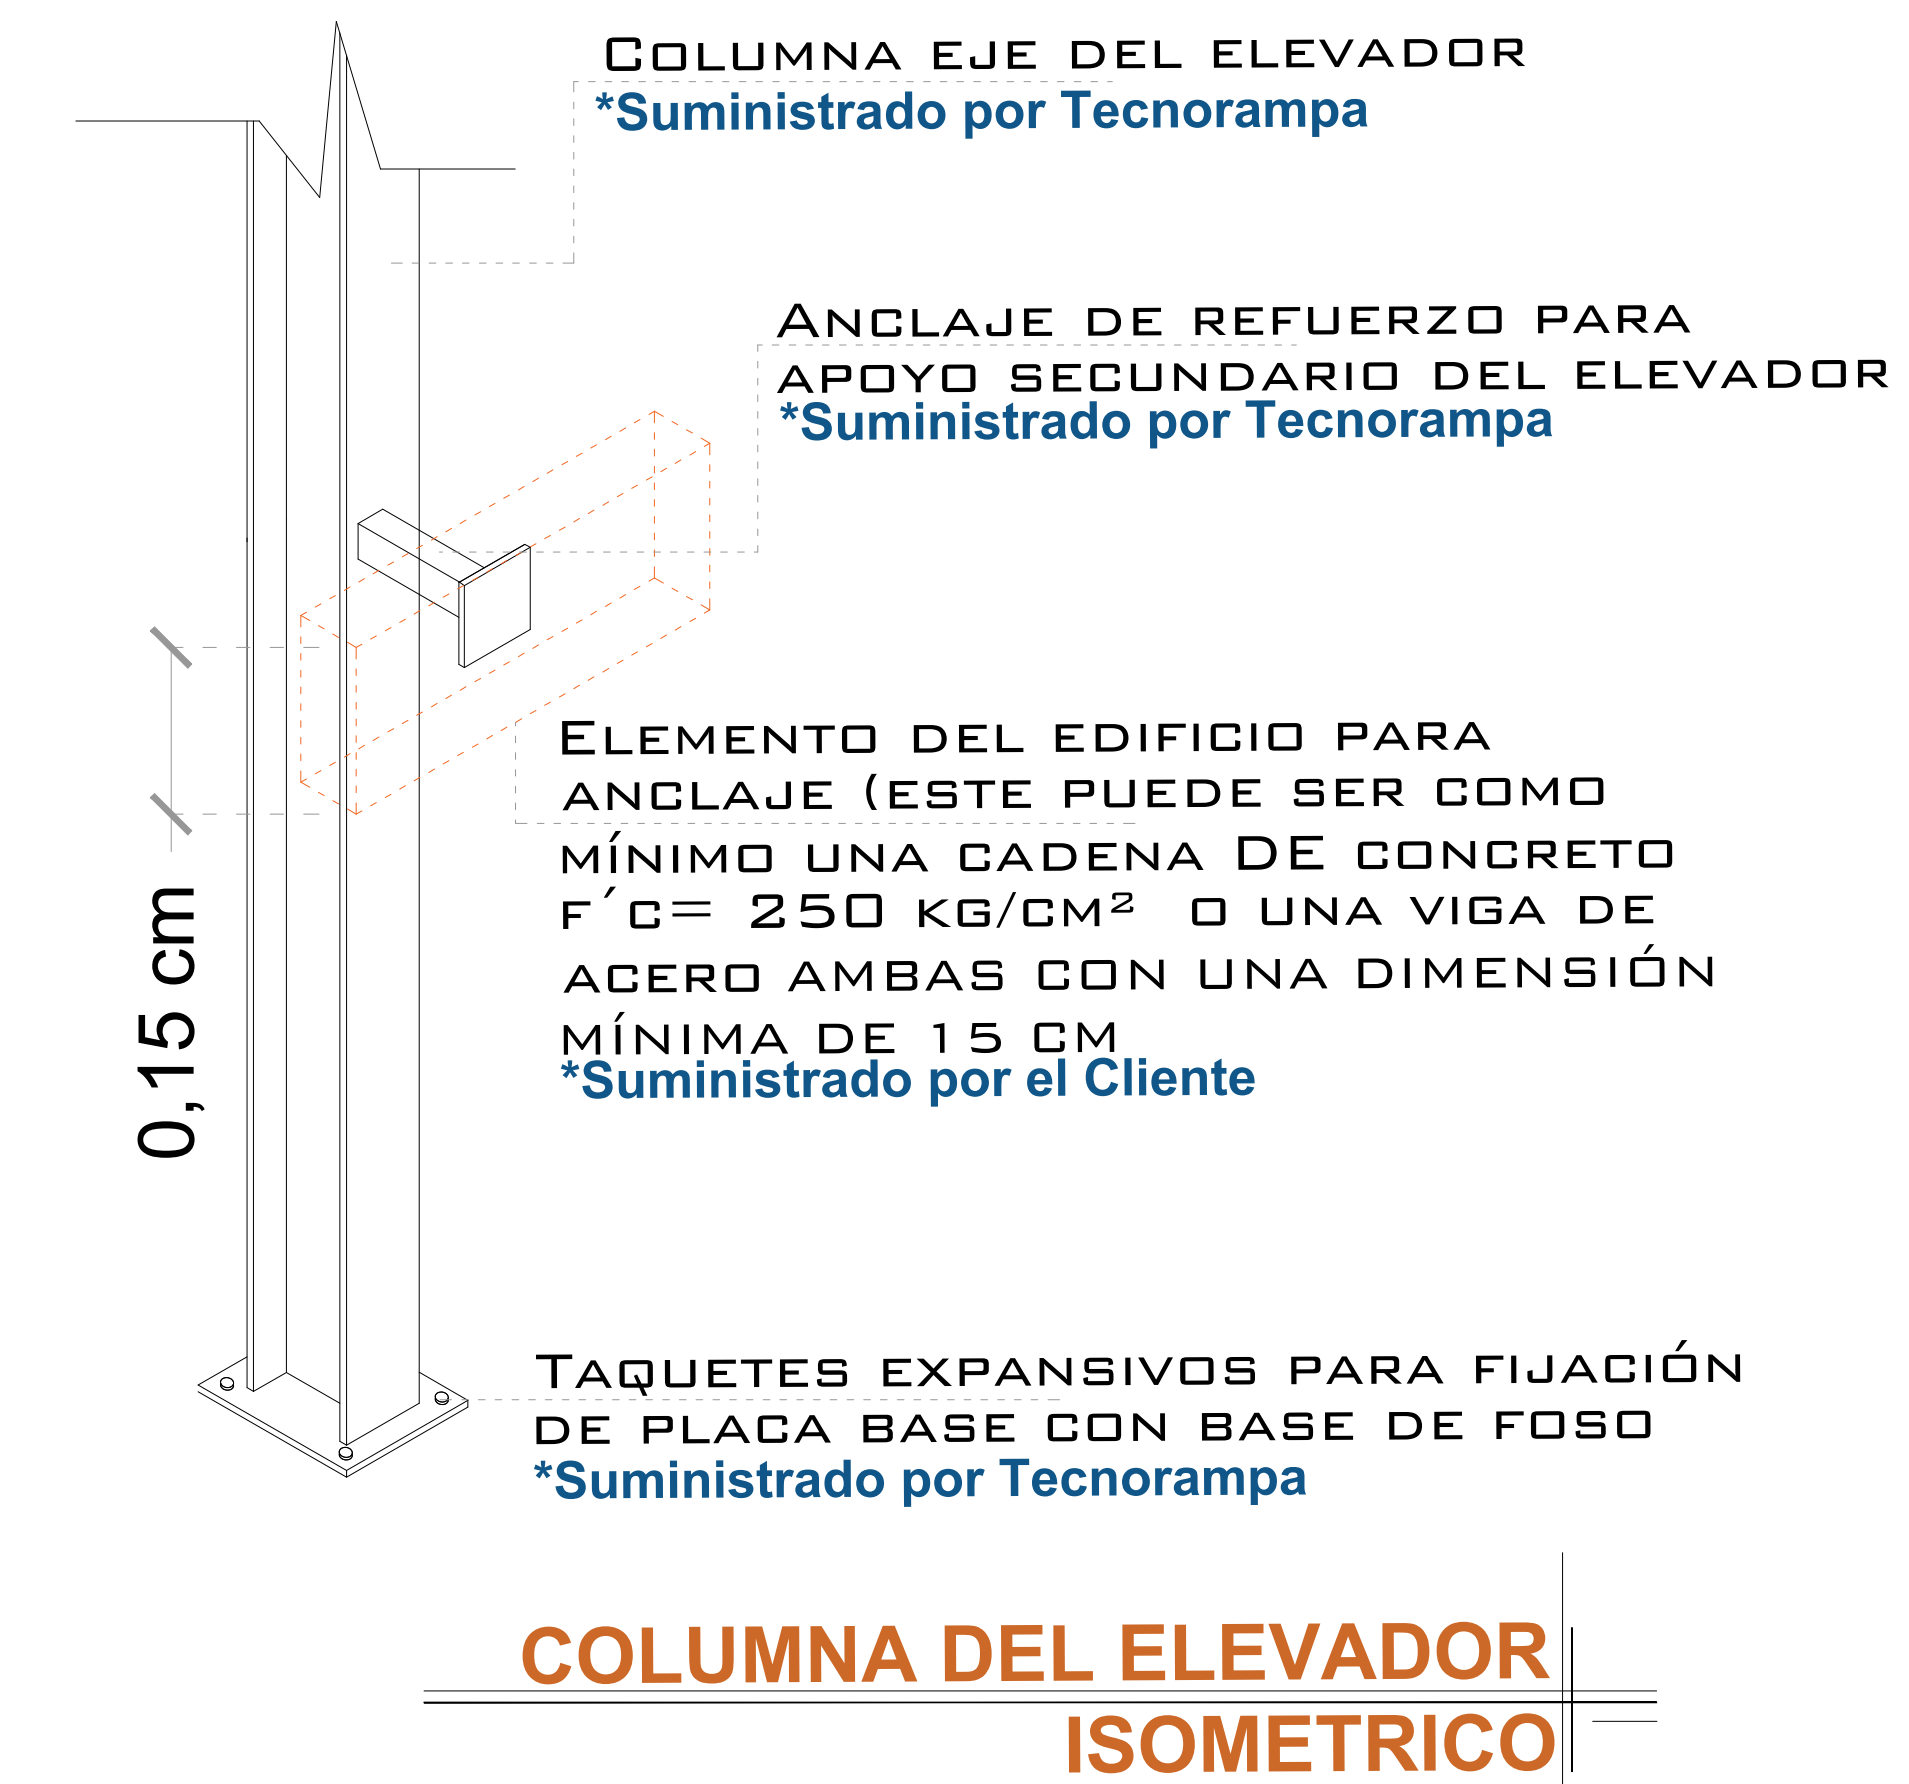 COLUMNA EJE DEL ELEVADOR
*Suministrado por Tecnorampa
ANCLAJE DE REFUERZO PARA
APOYO SECUNDARIO DEL ELEVADOR
*Suministrado por Tecnorampa
ELEMENTO DEL EDIFICIO PARA
ANCLAJE (ESTE PUEDE SER COMO
MÍNIMO UNA CADENA DE CONCRETO
F´C= 250 KG/CM² O UNA VIGA DE
ACERO AMBAS CON UNA DIMENSIÓN
MÍNIMA DE 15 CM
*Suministrado por el Cliente
0,15 cm
TAQUETES EXPANSIVOS PARA FIJACIÓN
DE PLACA BASE CON BASE DE FOSO
*Suministrado por Tecnorampa
COLUMNA DEL ELEVADOR
ISOMETRICO